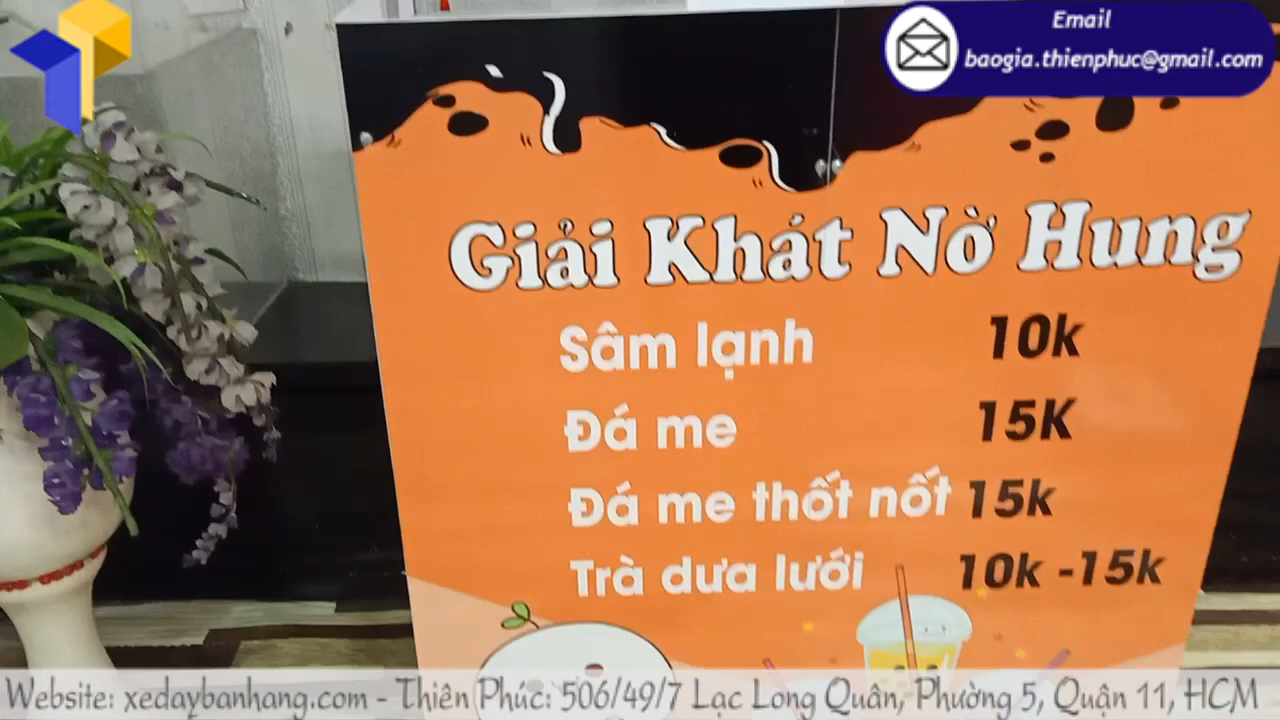 Email
baogia.thienphuc@gmail.com
Giải Khát Nờ Hung
Sâm lạnh 10k
Đá me 15K
Đá me thốt nốt 15k
Trà dưa lưới 10k -15k
Website: xedaybanhang.com - Thiên Phúc: 506/49/7 Lạc Long Quân, Phường 5, Quận 11, HCM